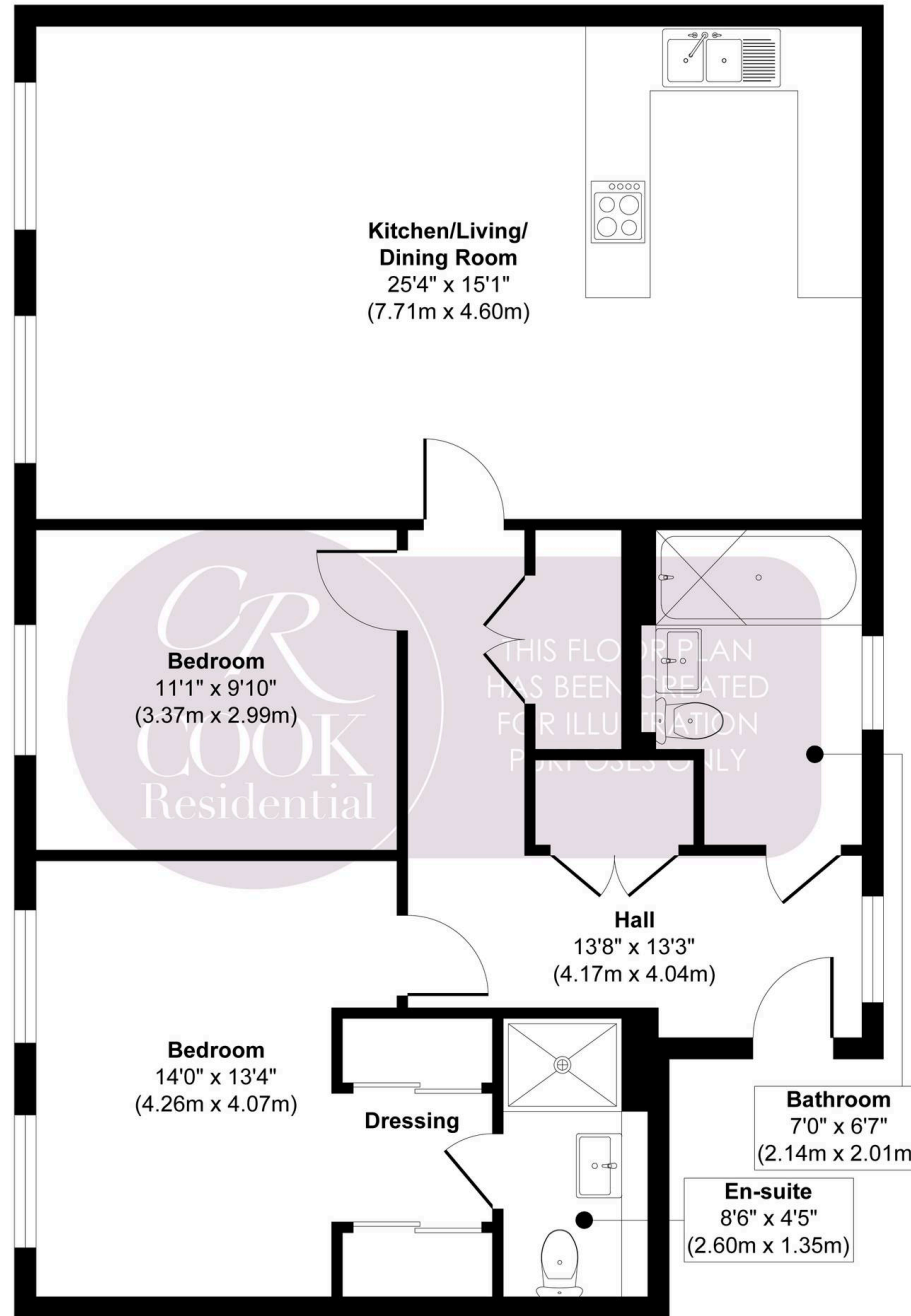 Kitchen/Living/
Dining Room
25'4" x 15'1"
(7.71m x 4.60m)
CR
COOK
Residential
THIS FLOOR PLAN
HAS BEEN CREATED
FOR ILLUSTRATION
PURPOSES ONLY
Bedroom
11'1" x 9'10"
(3.37m x 2.99m)
Hall
13'8" x 13'3"
(4.17m x 4.04m)
Bedroom
14'0" x 13'4"
(4.26m x 4.07m)
Dressing
Bathroom
7'0" x 6'7"
(2.14m x 2.01m
En-suite
8'6" x 4'5"
(2.60m x 1.35m)